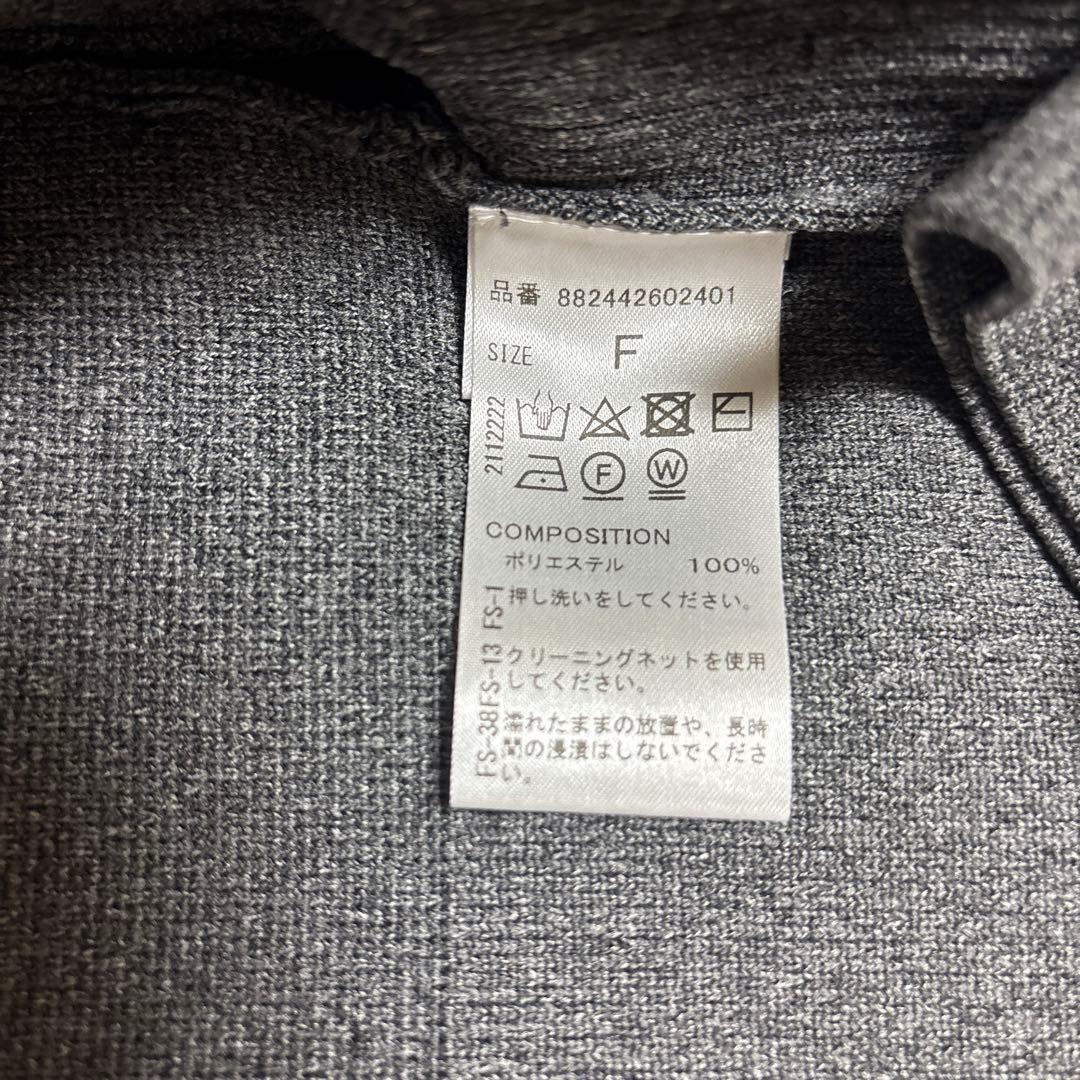 品番 882442602401
SIZE F
2112222
F W
COMPOSITION
ポリエステル 100%
FS-1 押し洗いをしてください。
FS-13 クリーニングネットを使用
してください。
FS-38 濡れたままの放置や、長時
間の浸漬はしないでくださ
い。